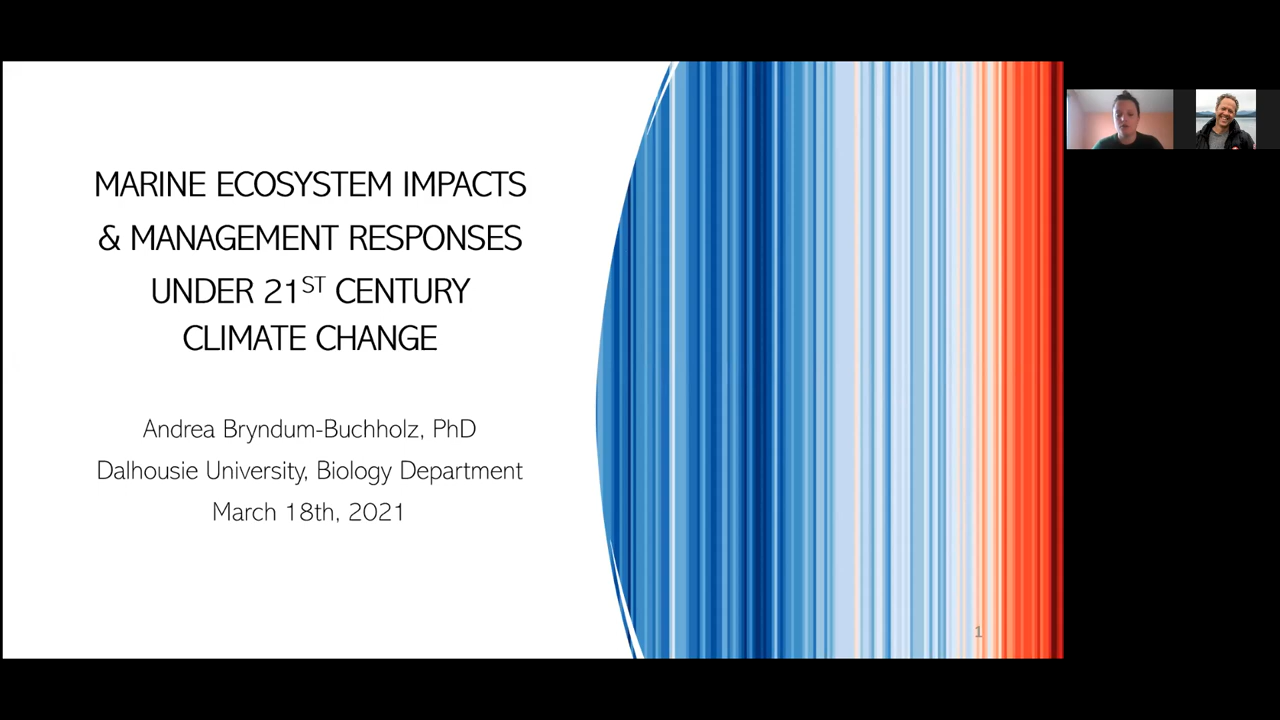 MARINE ECOSYSTEM IMPACTS
& MANAGEMENT RESPONSES
UNDER 21ST CENTURY
CLIMATE CHANGE
Andrea Bryndum-Buchholz, PhD
Dalhousie University, Biology Department
March 18th, 2021
1